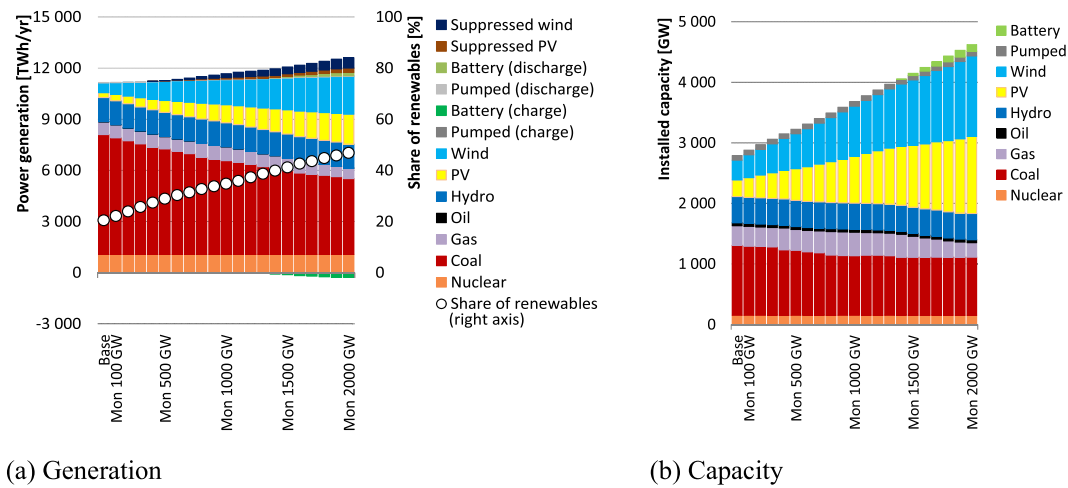 15 000
12 000
9 000
6 000
3 000
0
-3 000
Power generation [TWh/yr]
100
80
60
40
20
0
Share of renewables [%]
Base
Mon 100 GW
Mon 500 GW
Mon 1000 GW
Mon 1500 GW
Mon 2000 GW
Suppressed wind
Suppressed PV
Battery (discharge)
Pumped (discharge)
Battery (charge)
Pumped (charge)
Wind
PV
Hydro
Oil
Gas
Coal
Nuclear
Share of renewables
(right axis)
(a) Generation
5 000
4 000
3 000
2 000
1 000
0
Installed capacity [GW]
Base
Mon 100 GW
Mon 500 GW
Mon 1000 GW
Mon 1500 GW
Mon 2000 GW
Battery
Pumped
Wind
PV
Hydro
Oil
Gas
Coal
Nuclear
(b) Capacity